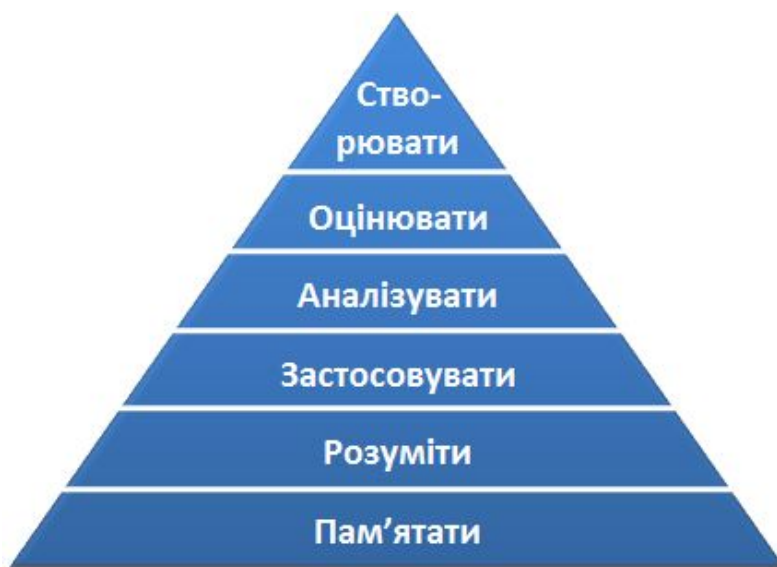 Ство-
рювати
Оцінювати
Аналізувати
Застосовувати
Розуміти
Пам’ятати